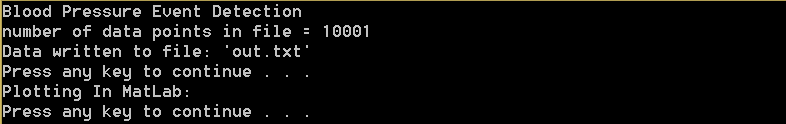 Blood Pressure Event Detection
number of data points in file = 10001
Data written to file: 'out.txt'
Press any key to continue . . .
Plotting In MatLab:
Press any key to continue . . .